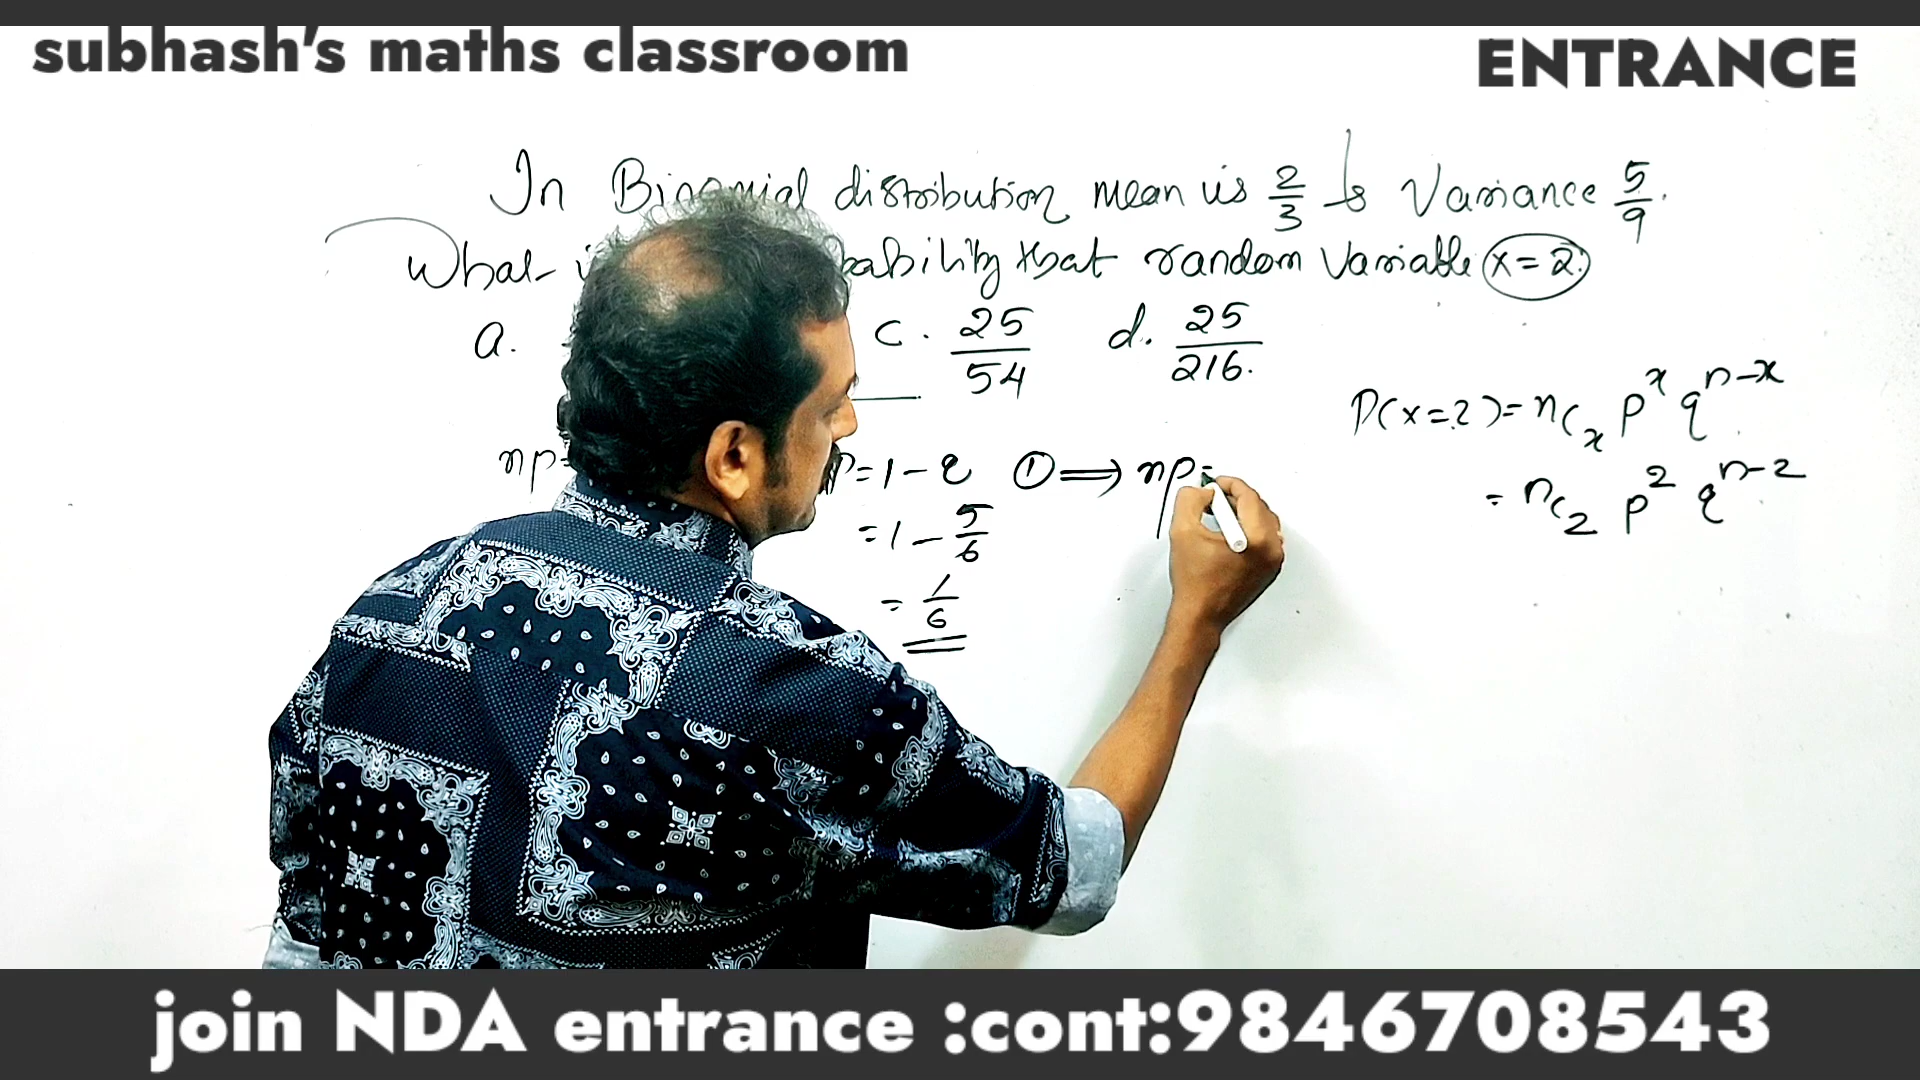 subhash's maths classroom
ENTRANCE
In Binomial distribution mean is 2/3 & Variance 5/9.
What that random Variable (x=2)
a. c. 25/54 d. 25/216.
np= p=1-q ① ⟹ np=
=1-5/6
=1/6
P(x=2)=nCx p^x q^n-x
= nC2 p^2 q^n-2
join NDA entrance :cont:9846708543